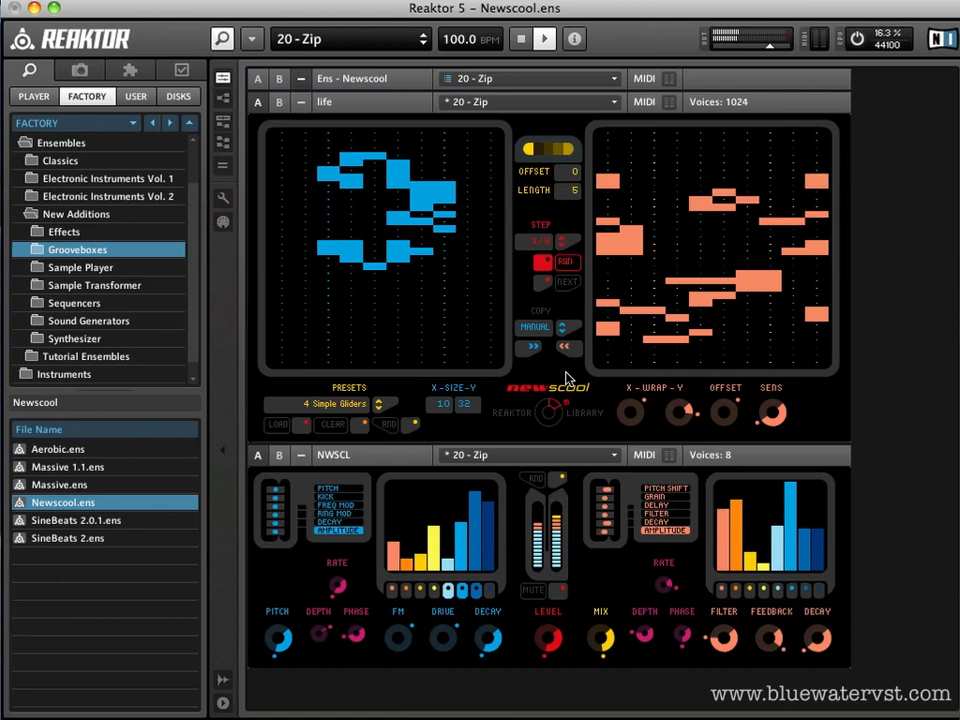 Reaktor 5 - Newscool.ens
REAKTOR
20-Zip
100.0 BPM
16.3 %
44100
NI
PLAYER FACTORY USER DISKS
FACTORY
Ensembles
Classics
Electronic Instruments Vol. 1
Electronic Instruments Vol. 2
New Additions
Effects
Grooveboxes
Sample Player
Sample Transformer
Sequencers
Sound Generators
Synthesizer
Tutorial Ensembles
Instruments
Newscool
File Name
Aerobic.ens
Massive 1.1.ens
Massive.ens
Newscool.ens
SineBeats 2.0.1.ens
SineBeats 2.ens
A B Ens - Newscool 20 - Zip MIDI
A B life * 20 - Zip MIDI Voices: 1024
OFFSET 0
LENGTH 5
STEP
1/8
RUN
NEXT
COPY
MANUAL
>> <<
PRESETS X-SIZE-Y newscool X-WRAP-Y OFFSET SENS
4 Simple Gliders 10 32 REAKTOR LIBRARY
LOAD CLEAR RND
A B NWSCL * 20 - Zip MIDI Voices: 8
PITCH
KICK
FREQ MOD
RING MOD
DECAY
AMPLITUDE
RATE
RND
MUTE
PITCH SHIFT
GRAIN
DELAY
FILTER
DECAY
AMPLITUDE
RATE
PITCH DEPTH PHASE FM DRIVE DECAY LEVEL MIX DEPTH PHASE FILTER FEEDBACK DECAY
www.bluewatervst.com